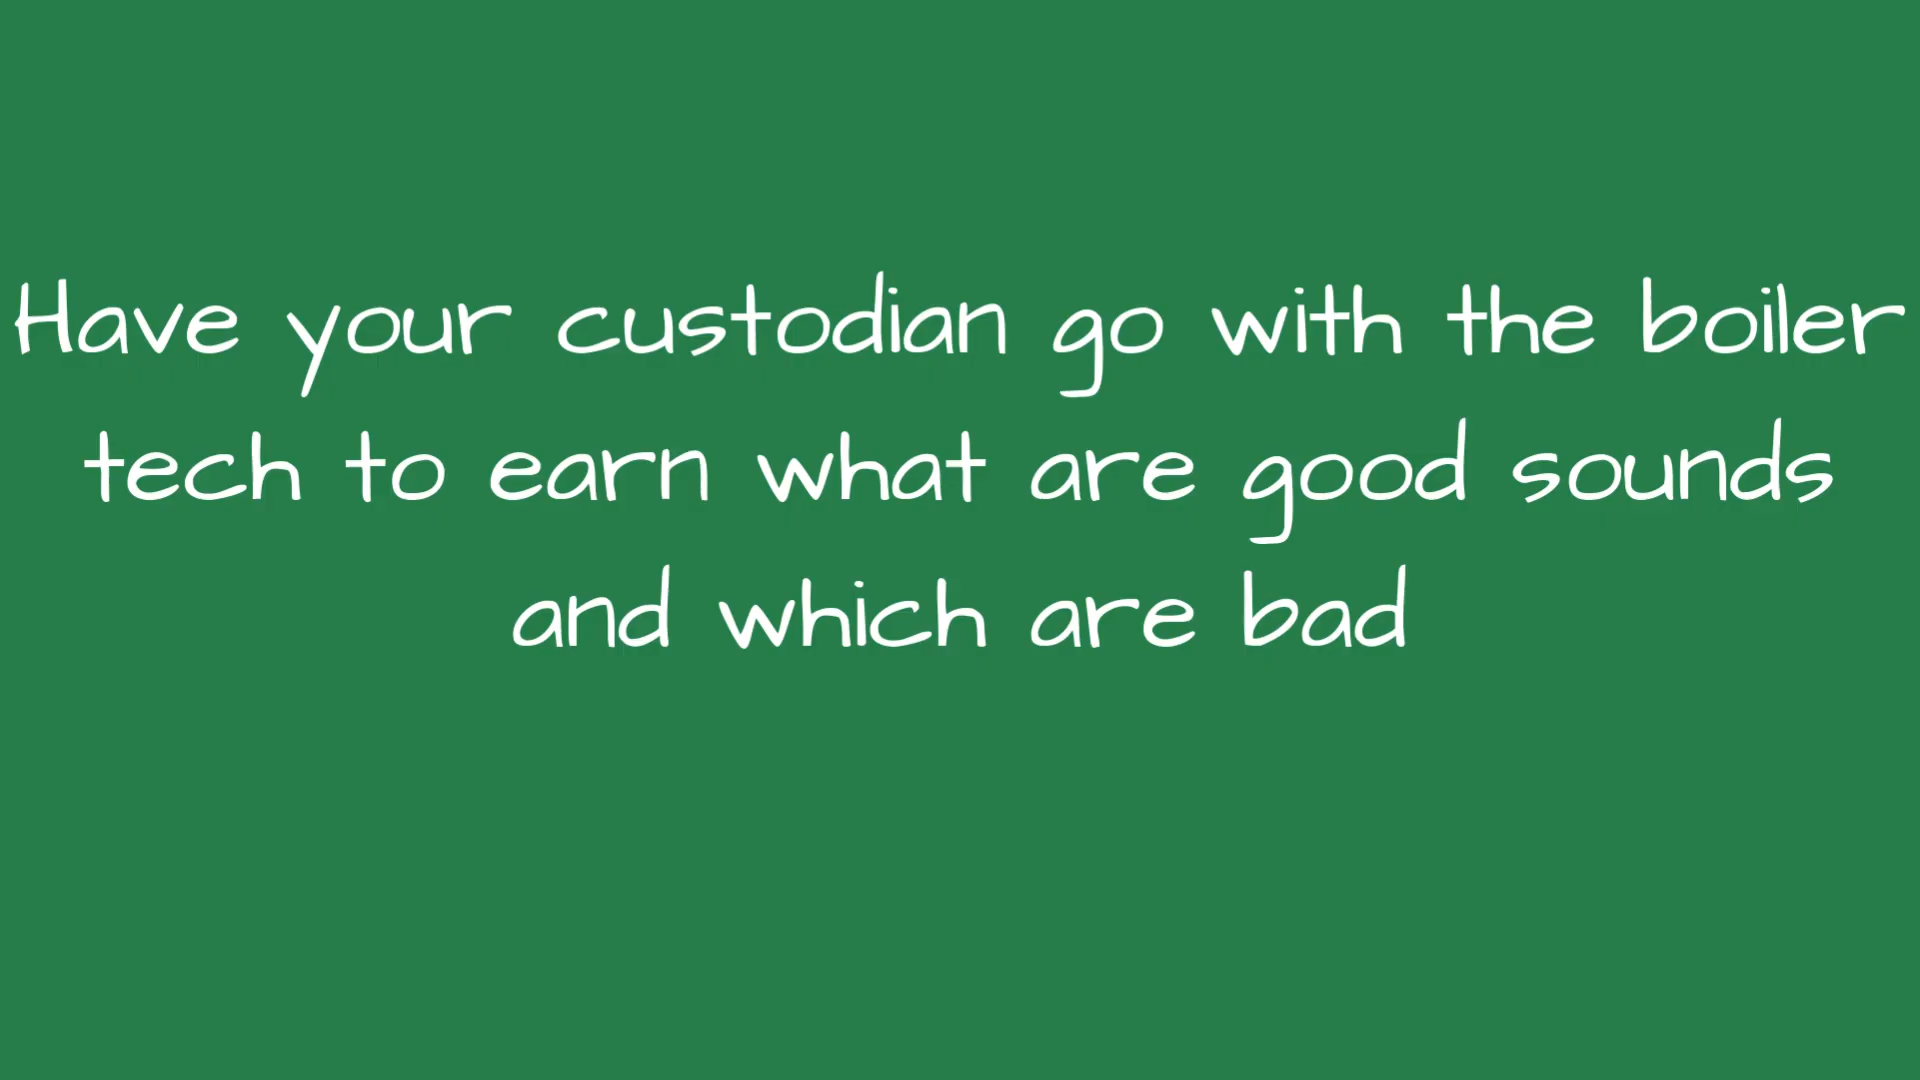 Have your custodian go with the boiler
tech to earn what are good sounds
and which are bad